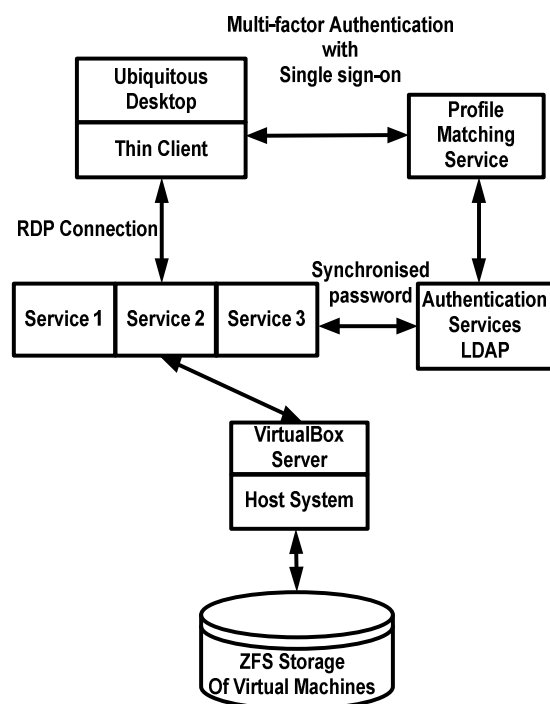 Multi-factor Authentication
with
Single sign-on
Ubiquitous
Desktop
Thin Client
Profile
Matching
Service
RDP Connection
Synchronised
password
Service 1
Service 2
Service 3
Authentication
Services
LDAP
VirtualBox
Server
Host System
ZFS Storage
Of Virtual Machines